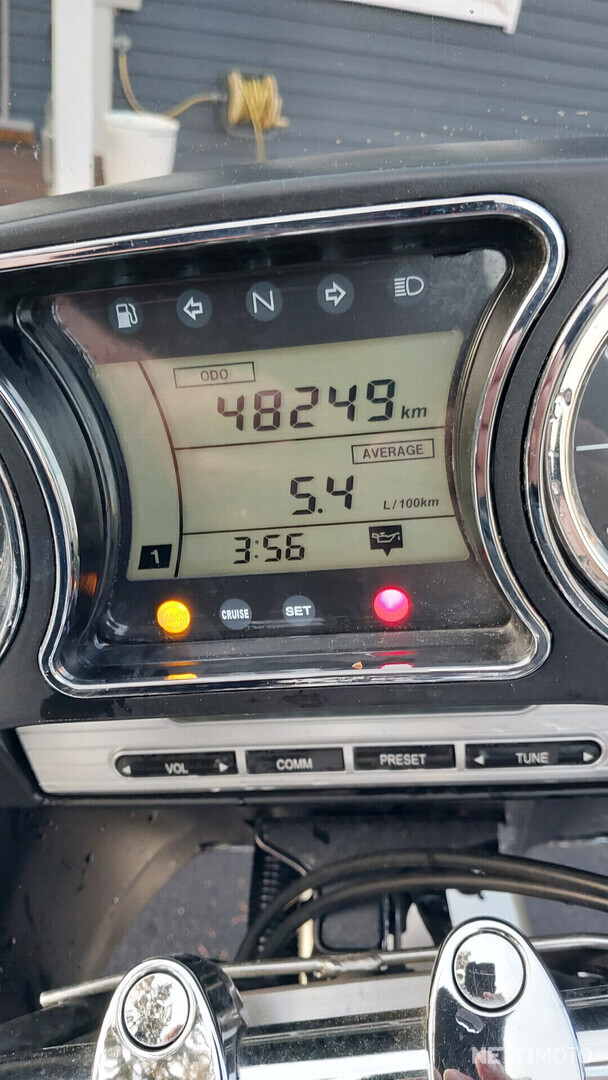 N
ODO
48249 km
AVERAGE
5.4 L/100km
1
3:56
CRUISE
SET
VOL
COMM
PRESET
TUNE
NETTIMOTO